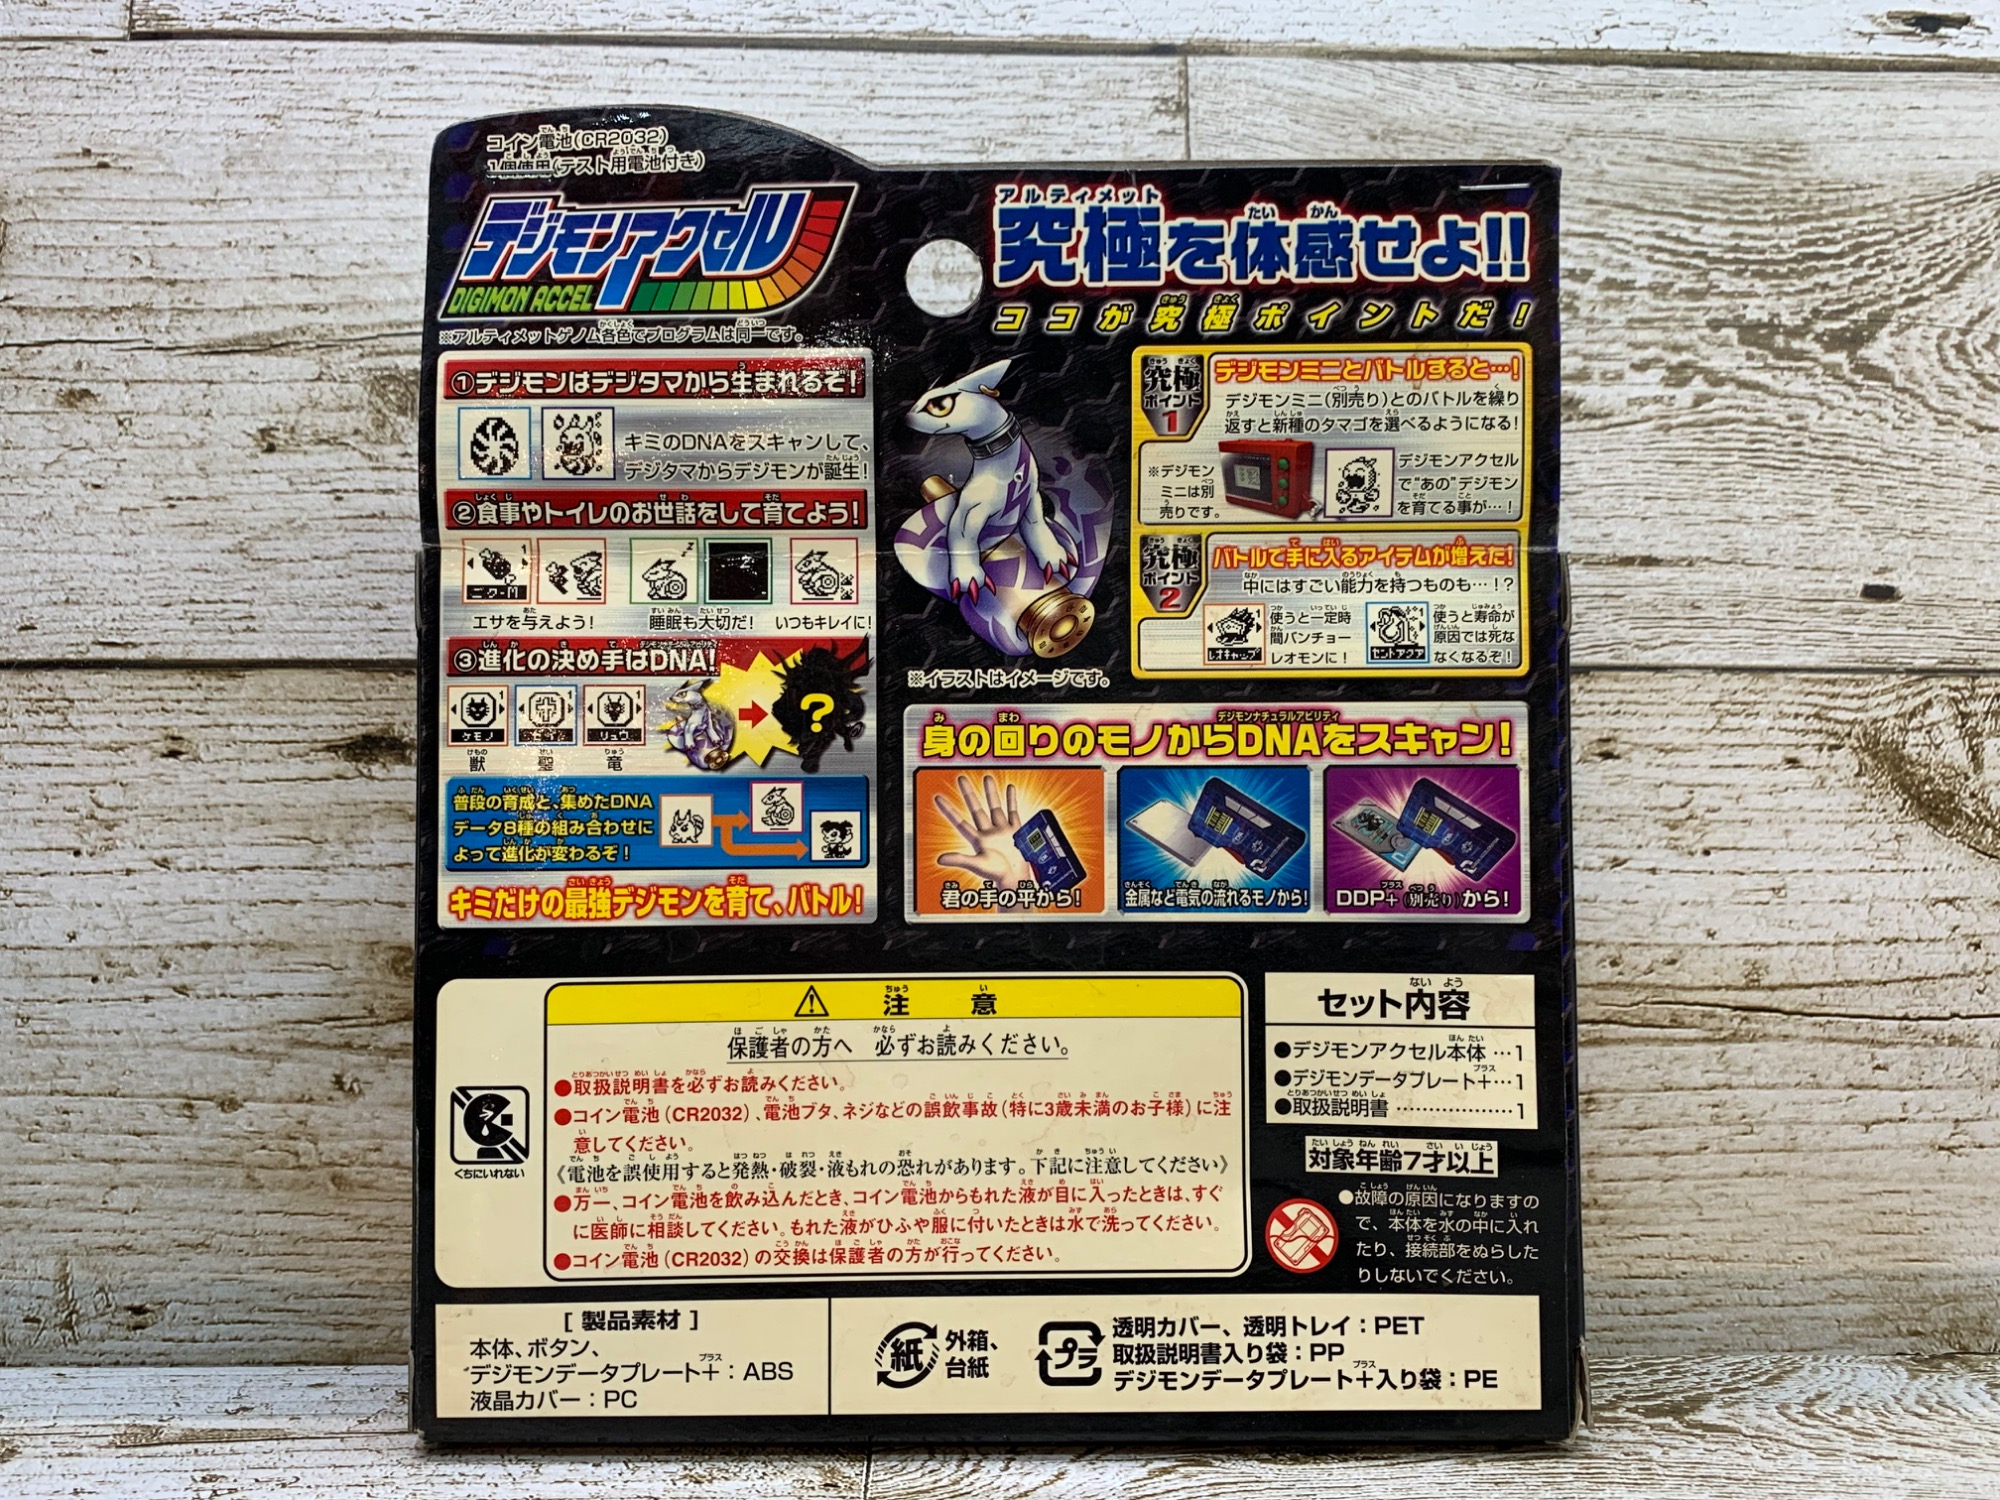 コイン電池(CR2032)
1個使用(テスト用電池付き)
デジモンアクセル
DIGIMON ACCEL
※アルティメットゲノム各色でプログラムは同一です。
①デジモンはデジタマから生まれるぞ!
キミのDNAをスキャンして、
デジタマからデジモンが誕生!
②食事やトイレのお世話をして育てよう!
ニク-M
エサを与えよう!
睡眠も大切だ!
いつもキレイに!
③進化の決め手はDNA!
ケモノ
セイ
リュウ
獣
聖
竜
?
普段の育成と、集めたDNA
データ8種の組み合わせに
よって進化が変わるぞ!
キミだけの最強デジモンを育て、バトル!
アルティメット
究極を体感せよ!!
ココが究極ポイントだ!
※イラストはイメージです。
究極
ポイント
1
デジモンミニとバトルすると…!
デジモンミニ(別売り)とのバトルを繰り
返すと新種のタマゴを選べるようになる!
※デジモン
ミニは別
売りです。
デジモンアクセル
で"あの"デジモン
を育てる事が…!
究極
ポイント
2
バトルで手に入るアイテムが増えた!
中にはすごい能力を持つものも…!?
レオキャップ
使うと一定時
間バンチョー
レオモンに!
セントアクア
使うと寿命が
原因では死な
なくなるぞ!
デジモンナチュラルアビリティ
身の回りのモノからDNAをスキャン!
君の手の平から!
金属など電気の流れるモノから!
DDP+(別売り)から!
注意
保護者の方へ 必ずお読みください。
●取扱説明書を必ずお読みください。
●コイン電池(CR2032)、電池ブタ、ネジなどの誤飲事故(特に3歳未満のお子様)に注
意してください。
《電池を誤使用すると発熱・破裂・液もれの恐れがあります。下記に注意してください》
●万一、コイン電池を飲み込んだとき、コイン電池からもれた液が目に入ったときは、すぐ
に医師に相談してください。もれた液がひふや服に付いたときは水で洗ってください。
●コイン電池(CR2032)の交換は保護者の方が行ってください。
くちにいれない
セット内容
●デジモンアクセル本体…1
●デジモンデータプレート+…1
●取扱説明書………………1
対象年齢7才以上
●故障の原因になりますの
で、本体を水の中に入れ
たり、接続部をぬらした
りしないでください。
[製品素材]
本体、ボタン、
デジモンデータプレート+:ABS
液晶カバー:PC
紙
外箱、
台紙
プラ
透明カバー、透明トレイ:PET
取扱説明書入り袋:PP
デジモンデータプレート+入り袋:PE